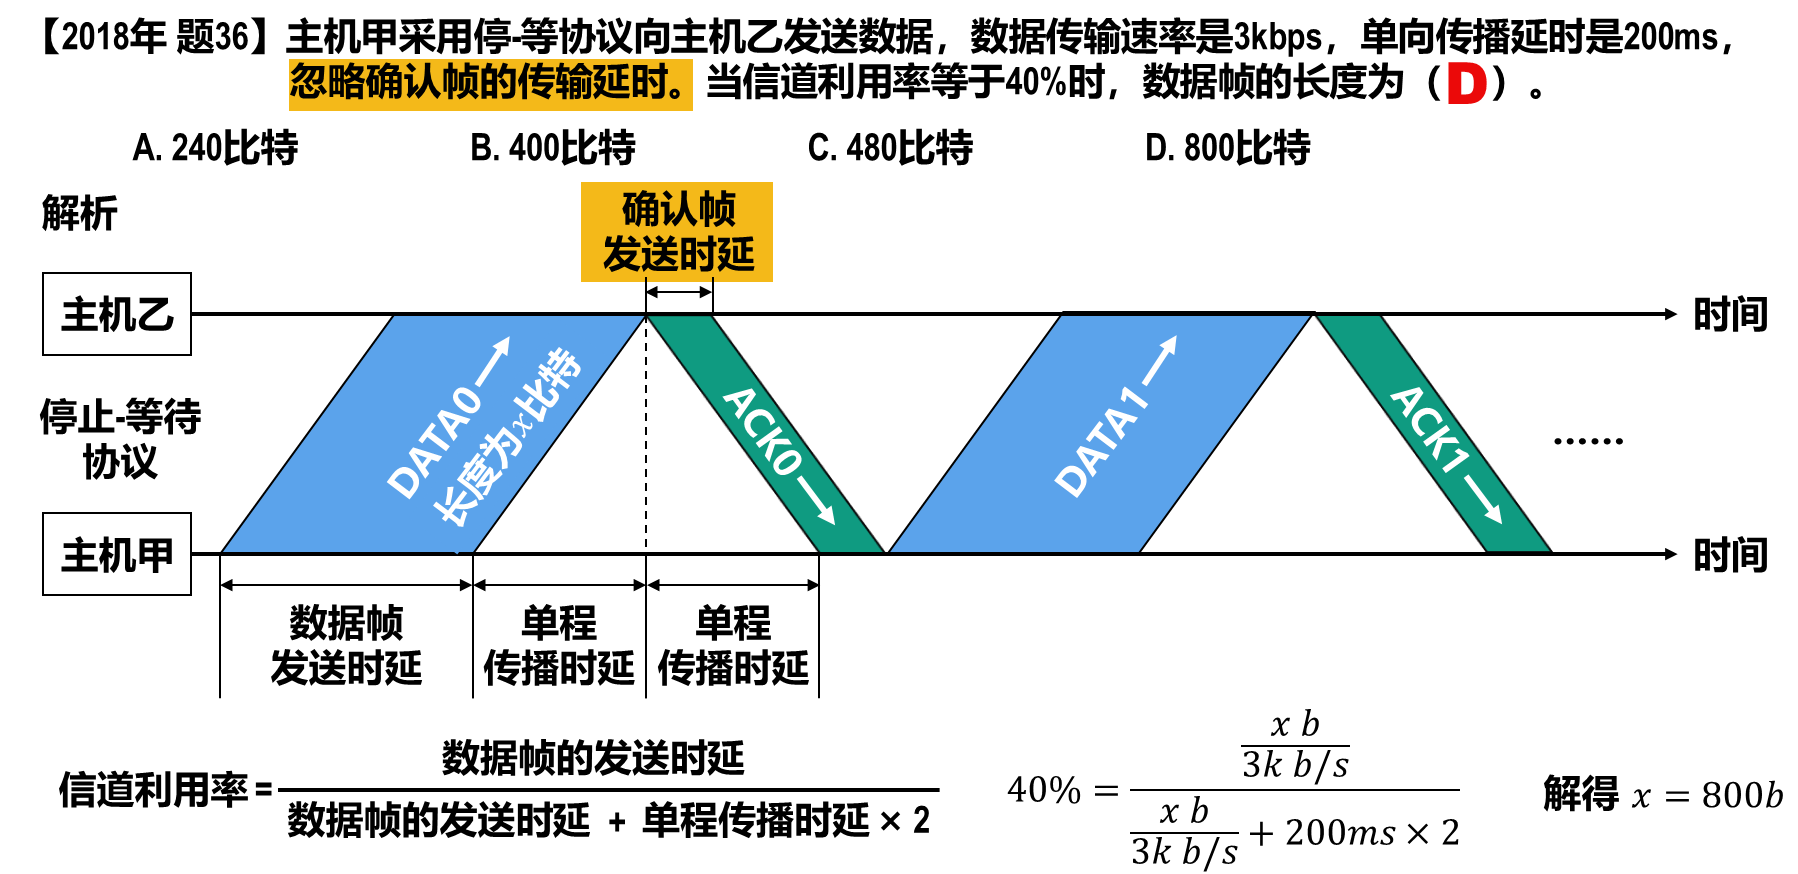 【2018年 题36】主机甲采用停-等协议向主机乙发送数据，数据传输速率是3kbps，单向传播延时是200ms，
忽略确认帧的传输延时。当信道利用率等于40%时，数据帧的长度为（D）。
A. 240比特 B. 400比特 C. 480比特 D. 800比特
解析
确认帧
发送时延
主机乙
时间
DATA0
长度为x比特
ACK0
DATA1
ACK1
停止-等待
协议
······
主机甲
时间
数据帧
发送时延
单程
传播时延
单程
传播时延
信道利用率=
数据帧的发送时延
数据帧的发送时延 + 单程传播时延 × 2
40% =
x b
3k b/s
x b
3k b/s
+ 200ms × 2
解得 x = 800b